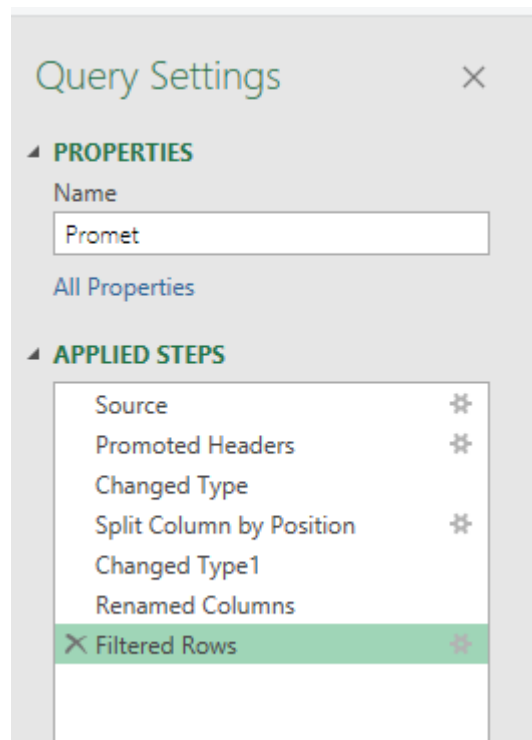 Query Settings
PROPERTIES
Name
Promet
All Properties
APPLIED STEPS
Source
Promoted Headers
Changed Type
Split Column by Position
Changed Type1
Renamed Columns
Filtered Rows